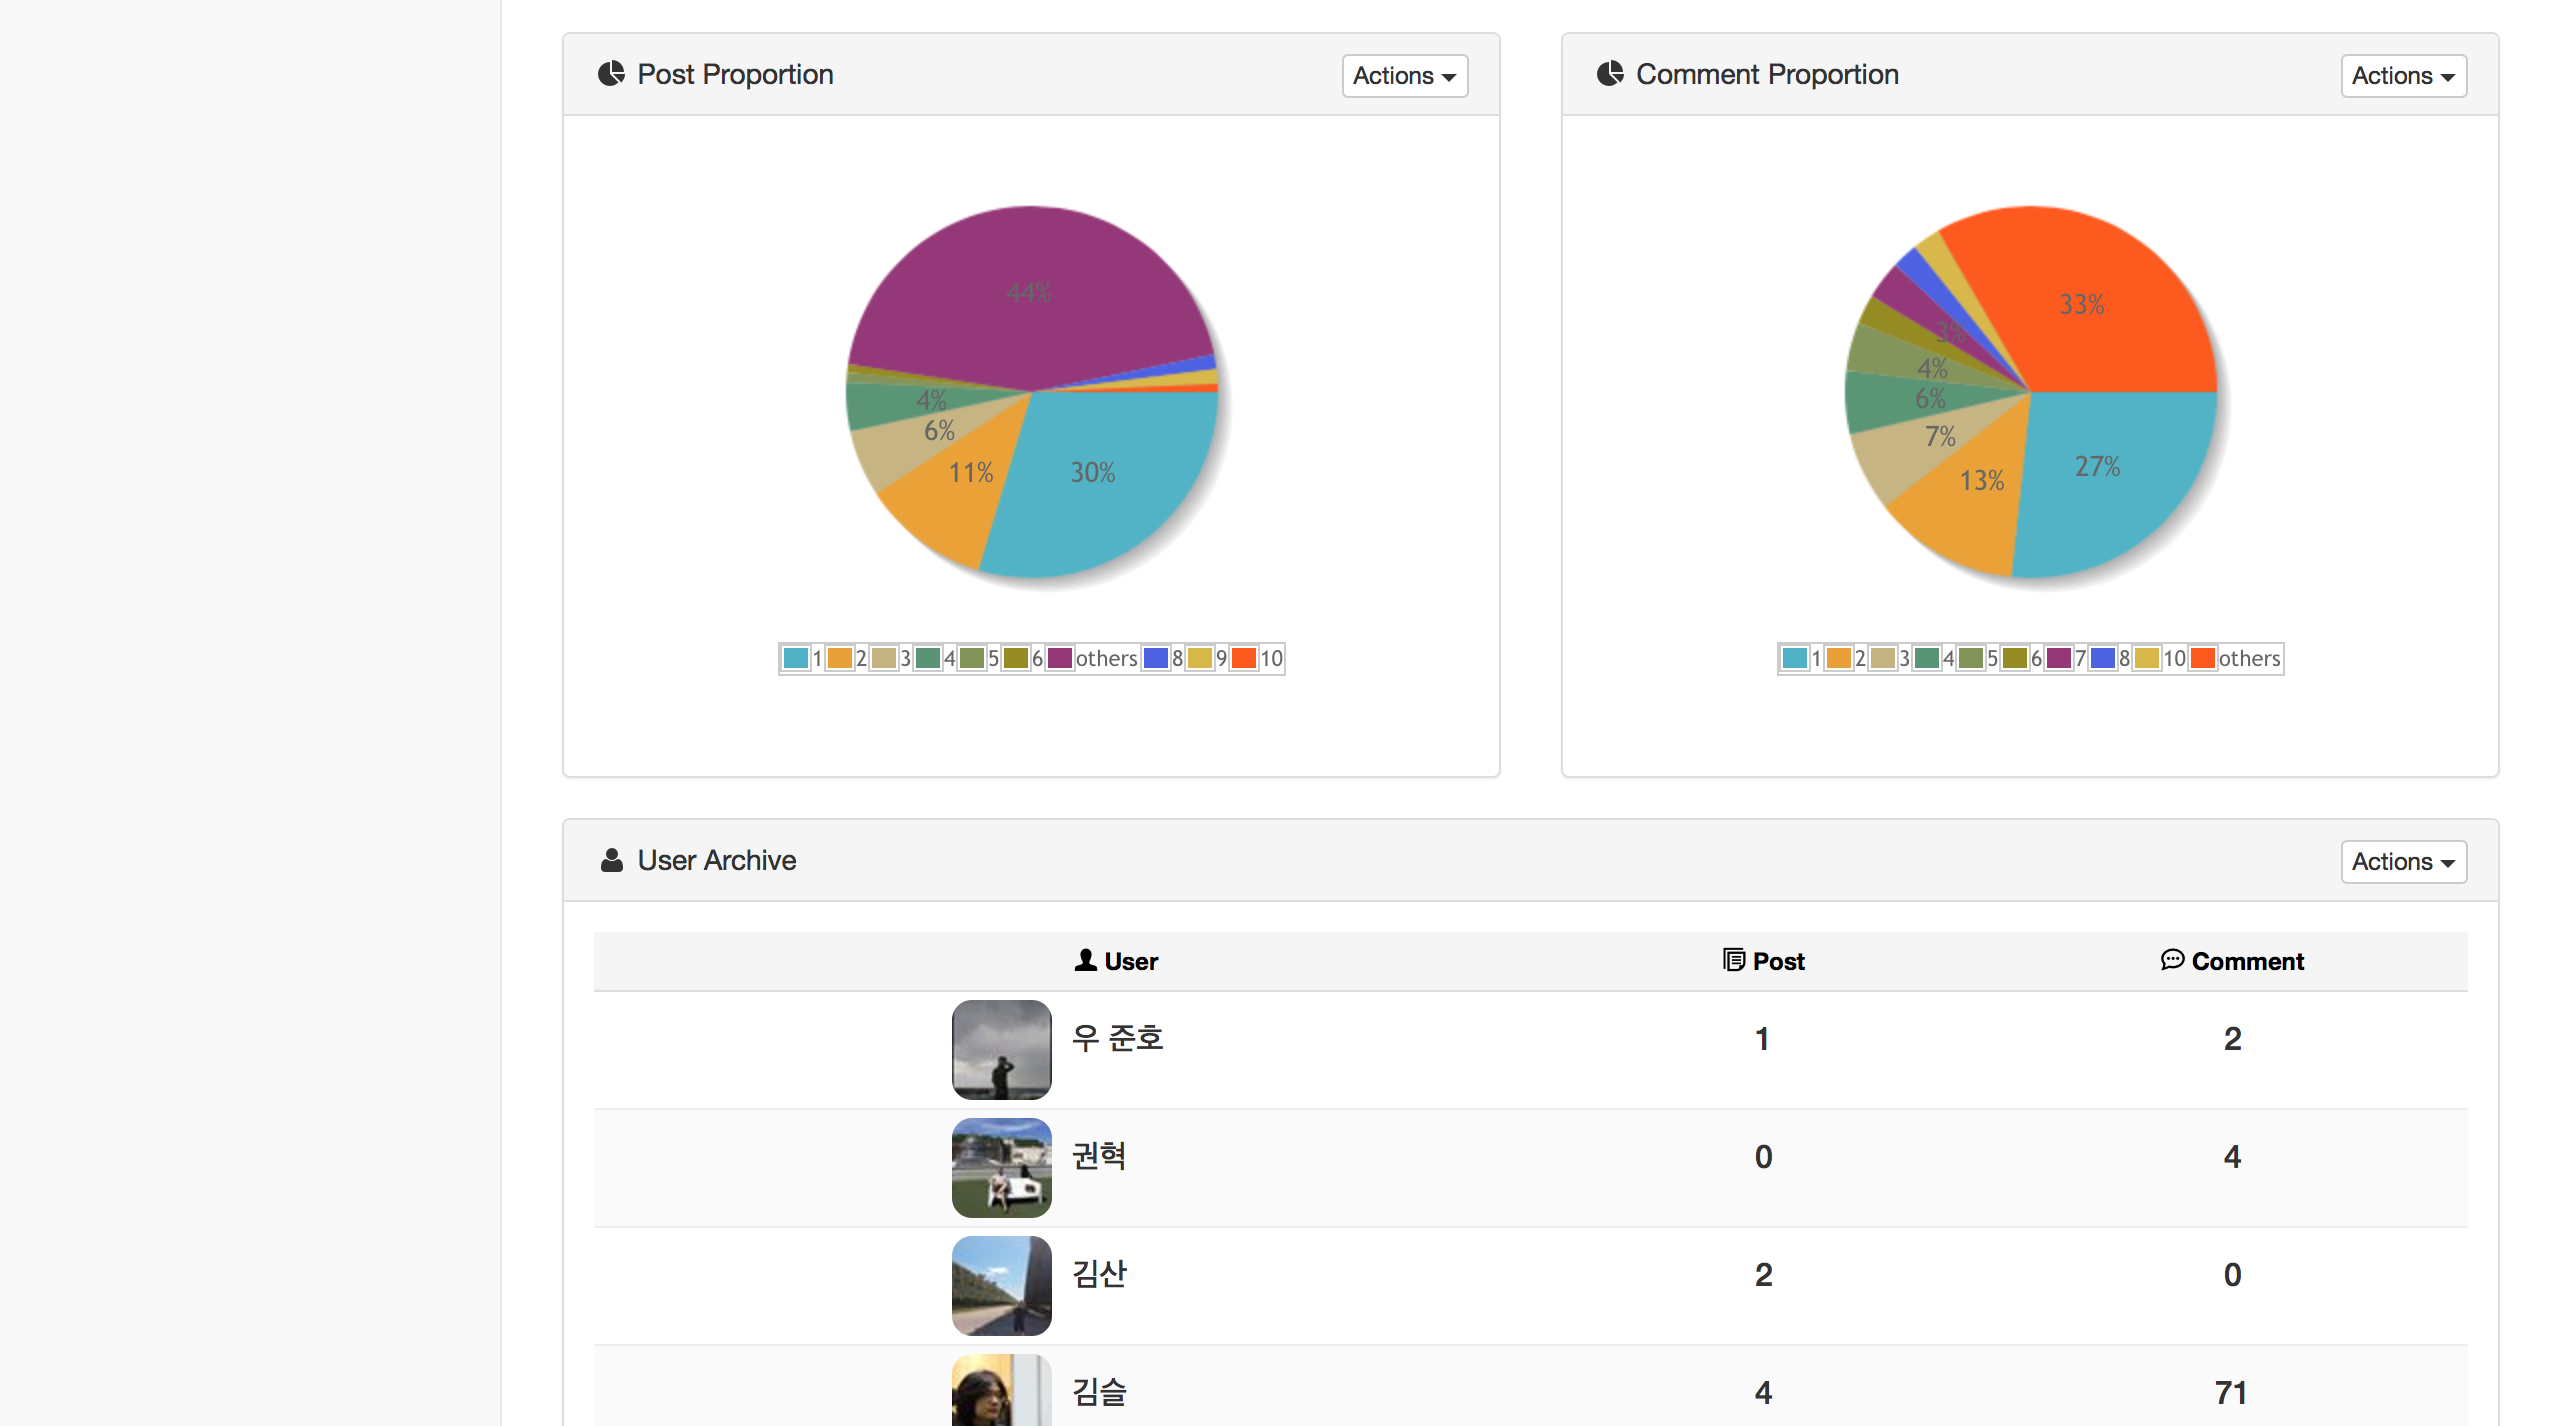 Post Proportion
Actions
44%
4%
6%
11%
30%
1 2 3 4 5 6 others 8 9 10
Comment Proportion
Actions
33%
3%
4%
6%
7%
13%
27%
1 2 3 4 5 6 7 8 10 others
User Archive
Actions
User Post Comment
우 준호 1 2
권혁 0 4
김산 2 0
김슬 4 71